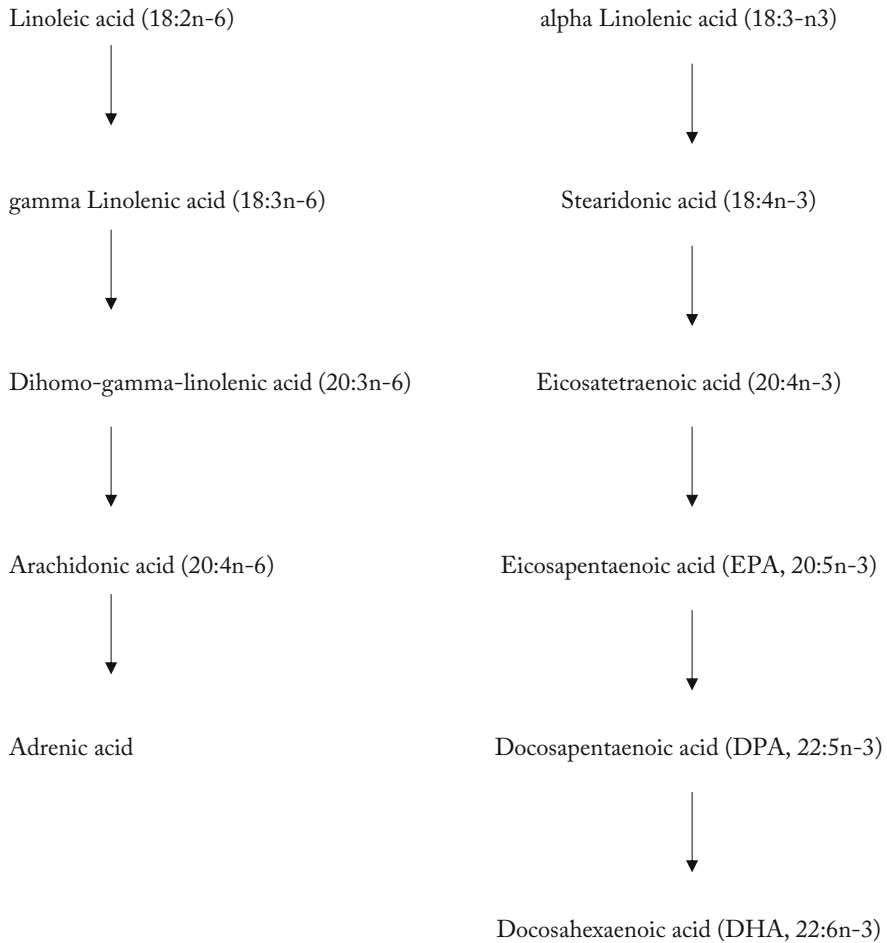 Linoleic acid (18:2n-6)
alpha Linolenic acid (18:3-n3)
gamma Linolenic acid (18:3n-6)
Stearidonic acid (18:4n-3)
Dihomo-gamma-linolenic acid (20:3n-6)
Eicosatetraenoic acid (20:4n-3)
Arachidonic acid (20:4n-6)
Eicosapentaenoic acid (EPA, 20:5n-3)
Adrenic acid
Docosapentaenoic acid (DPA, 22:5n-3)
Docosahexaenoic acid (DHA, 22:6n-3)